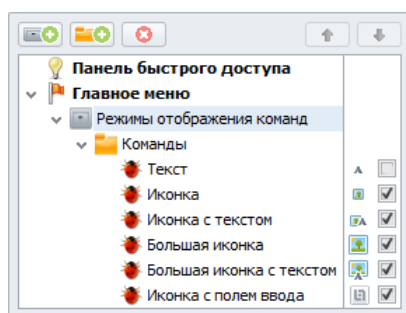 Панель быстрого доступа
Главное меню
Режимы отображения команд
Команды
Текст
Иконка
Иконка с текстом
Большая иконка
Большая иконка с текстом
Иконка с полем ввода